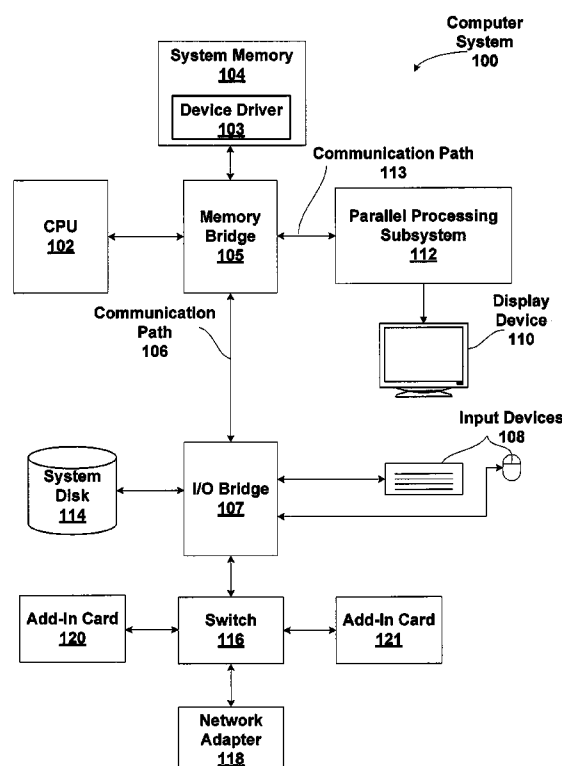 Computer
System
100
System Memory
104
Device Driver
103
Communication Path
113
CPU
102
Memory
Bridge
105
Parallel Processing
Subsystem
112
Communication
Path
106
Display
Device
110
Input Devices
108
System
Disk
114
I/O Bridge
107
Add-In Card
120
Switch
116
Add-In Card
121
Network
Adapter
118